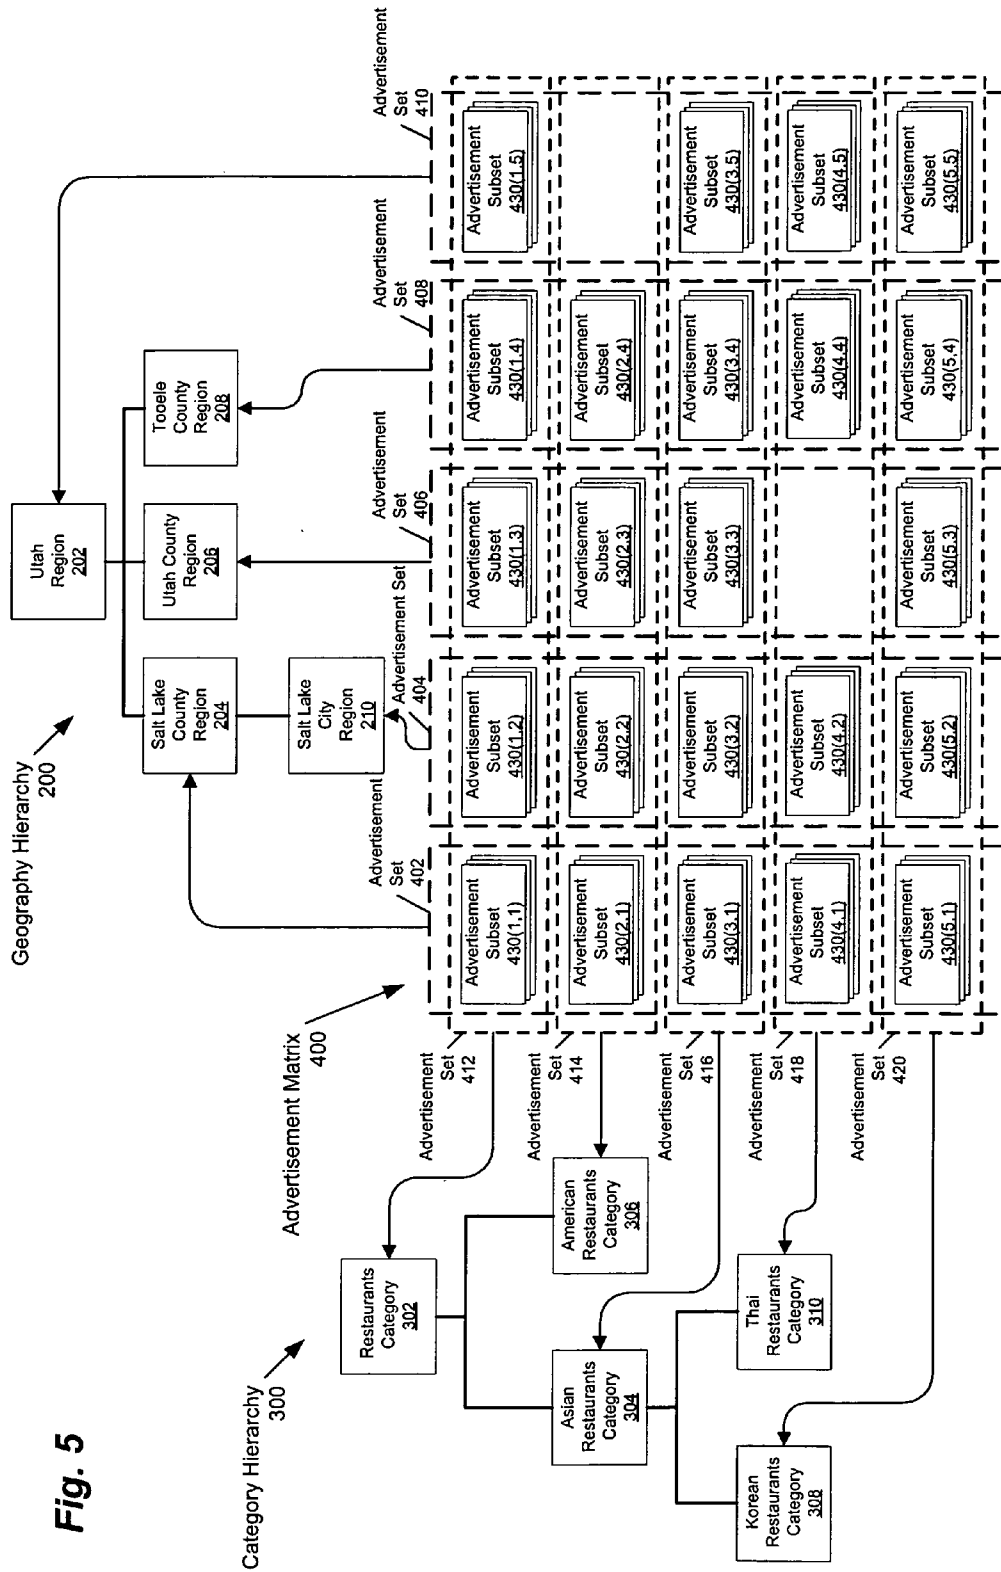 Fig. 5
Geography Hierarchy
200
Utah
Region
202
Salt Lake
County
Region
204
Utah County
Region
206
Tooele
County
Region
208
Salt Lake
City
Region
210
Category Hierarchy
300
Restaurants
Category
302
Asian
Restaurants
Category
304
American
Restaurants
Category
306
Korean
Restaurants
Category
308
Thai
Restaurants
Category
310
Advertisement Matrix
400
Advertisement
Set
402
Advertisement Set
404
Advertisement
Set
406
Advertisement
Set
408
Advertisement
Set
410
Advertisement
Set
412
Advertisement
Subset
430(1,1)
Advertisement
Subset
430(1,2)
Advertisement
Subset
430(1,3)
Advertisement
Subset
430(1,4)
Advertisement
Subset
430(1,5)
Advertisement
Set
414
Advertisement
Subset
430(2,1)
Advertisement
Subset
430(2,2)
Advertisement
Subset
430(2,3)
Advertisement
Subset
430(2,4)
Advertisement
Set
416
Advertisement
Subset
430(3,1)
Advertisement
Subset
430(3,2)
Advertisement
Subset
430(3,3)
Advertisement
Subset
430(3,4)
Advertisement
Subset
430(3,5)
Advertisement
Set
418
Advertisement
Subset
430(4,1)
Advertisement
Subset
430(4,2)
Advertisement
Subset
430(4,4)
Advertisement
Subset
430(4,5)
Advertisement
Set
420
Advertisement
Subset
430(5,1)
Advertisement
Subset
430(5,2)
Advertisement
Subset
430(5,3)
Advertisement
Subset
430(5,4)
Advertisement
Subset
430(5,5)